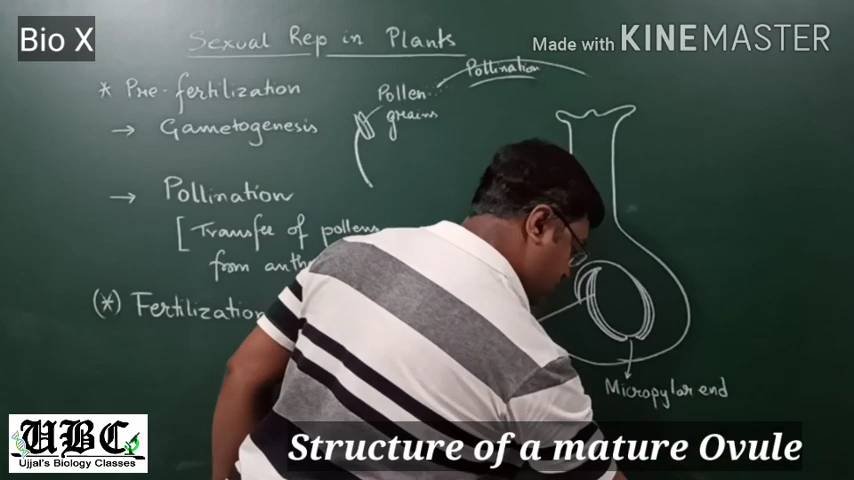 Bio X
Made with KINEMASTER
Sexual Rep in Plants
Pollination
* Pre-fertilization
Pollen
grains
→ Gametogenesis
→ Pollination
[Transfer of pollens
from anth
(*) Fertilization
Micropylar end
UBC
Ujjal's Biology Classes
Structure of a mature Ovule